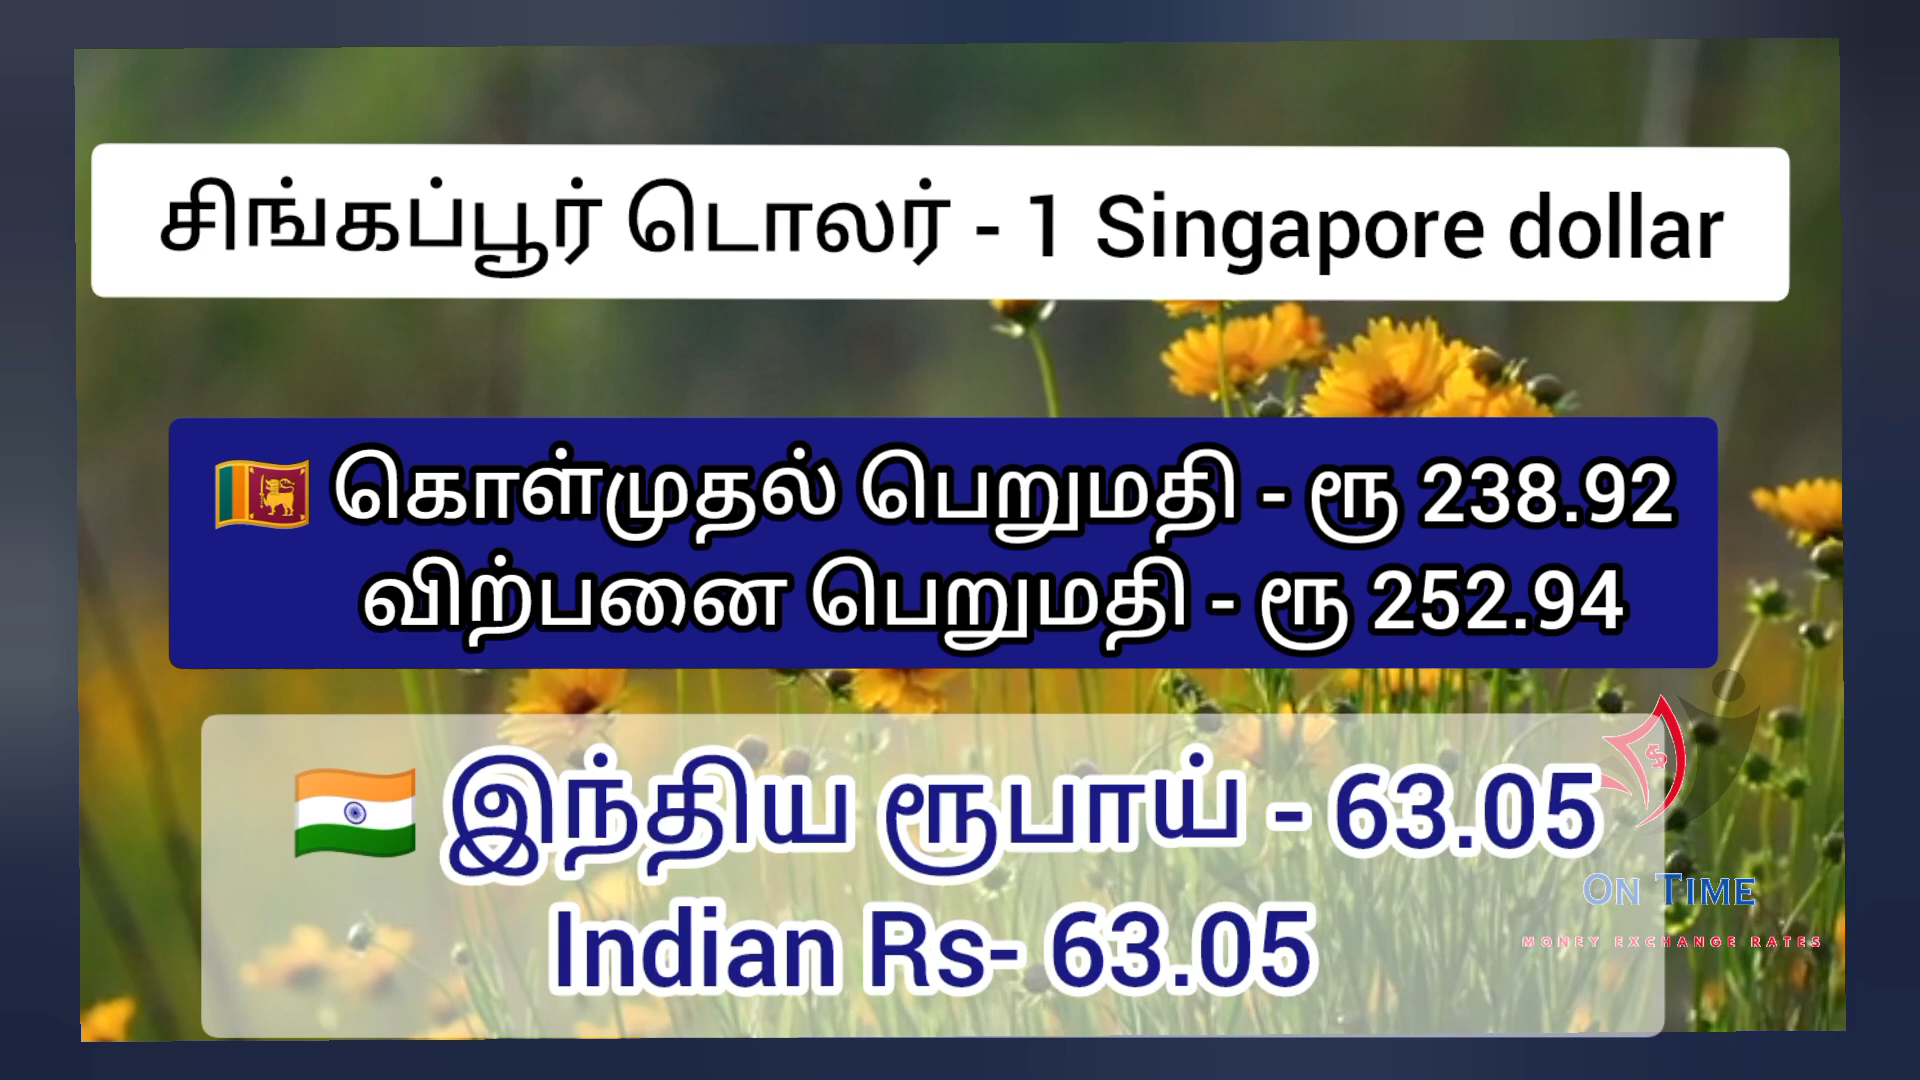 சிங்கப்பூர் டொலர் - 1 Singapore dollar
🇱🇰 கொள்முதல் பெறுமதி - ரூ 238.92
விற்பனை பெறுமதி - ரூ 252.94
🇮🇳 இந்திய ரூபாய் - 63.05
Indian Rs- 63.05
ON TIME
MONEY EXCHANGE RATES